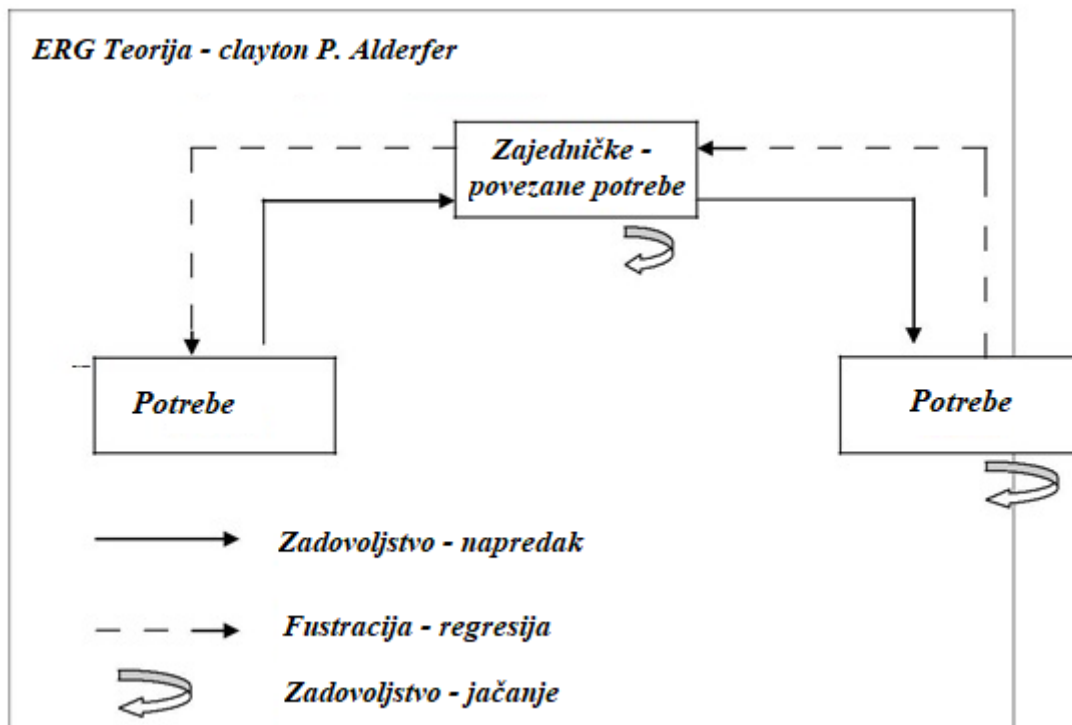 ERG Teorija - clayton P. Alderfer
Zajedničke -
povezane potrebe
Potrebe
Potrebe
Zadovoljstvo - napredak
Fustracija - regresija
Zadovoljstvo - jačanje